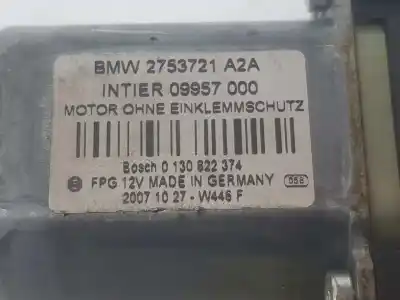 BMW 2753721 A2A
INTIER 09957 000
MOTOR OHNE EINKLEMMSCHUTZ
Bosch 0 130 822 374
FPG 12V MADE IN GERMANY 056
2007 10 27 - W446 F